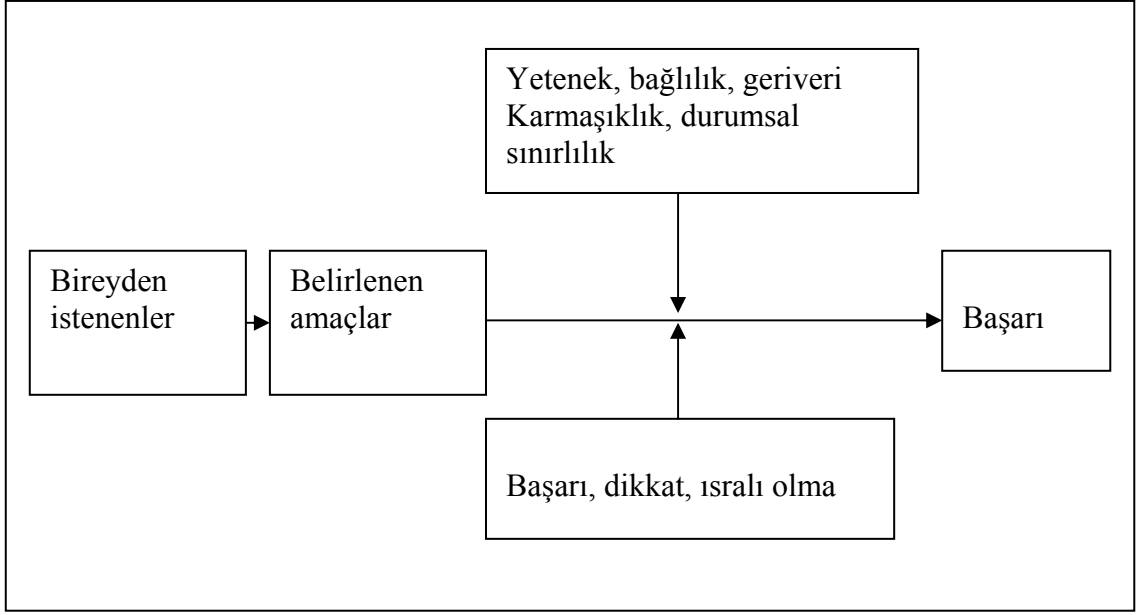 Yetenek, bağlılık, geriveri
Karmaşıklık, durumsal
sınırlılık
Bireyden
istenenler
Belirlenen
amaçlar
Başarı
Başarı, dikkat, ısralı olma